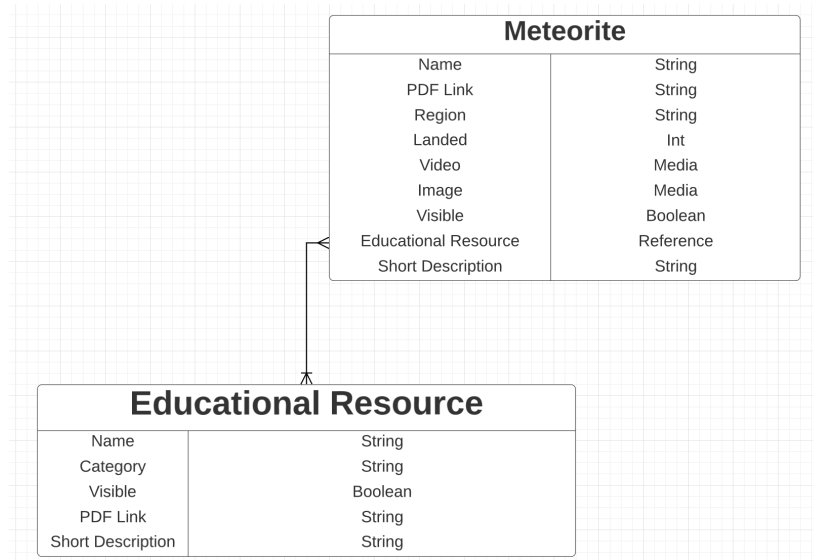 Meteorite
Name String
PDF Link String
Region String
Landed Int
Video Media
Image Media
Visible Boolean
Educational Resource Reference
Short Description String
Educational Resource
Name String
Category String
Visible Boolean
PDF Link String
Short Description String